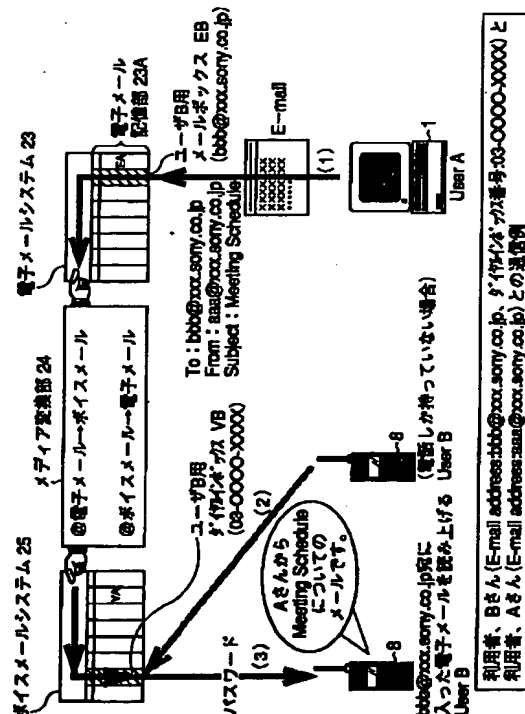 ボイスメールシステム 25
メディア変換部 24
電子メールシステム 23
@電子メール→ボイスメール
@ボイスメール→電子メール
VA
EA
電子メール
記憶部 23A
ユーザB用
メールボックス EB
(bbb@xxx.sony.co.jp)
ユーザB用
ダイヤルインボックス VB
(03-OOOO-XXXX)
To : bbb@xxx.sony.co.jp
From : aaa@xxx.sony.co.jp
Subject : Meeting Schedule
E-mail
XXXXXXX
(1)
(2)
パスワード
(3)
Aさんから
Meeting Schedule
についての
メールです。
1
User A
8
8
bbb@xxx.sony.co.jp宛に
入った電子メールを読み上げる
User B
(電話しか持っていない場合)
User B
利用者、Bさん(E-mail address:bbb@xxx.sony.co.jp、ダイヤルインボックス番号:03-OOOO-XXXX)と
利用者、Aさん(E-mail address:aaa@xxx.sony.co.jp)との通信例